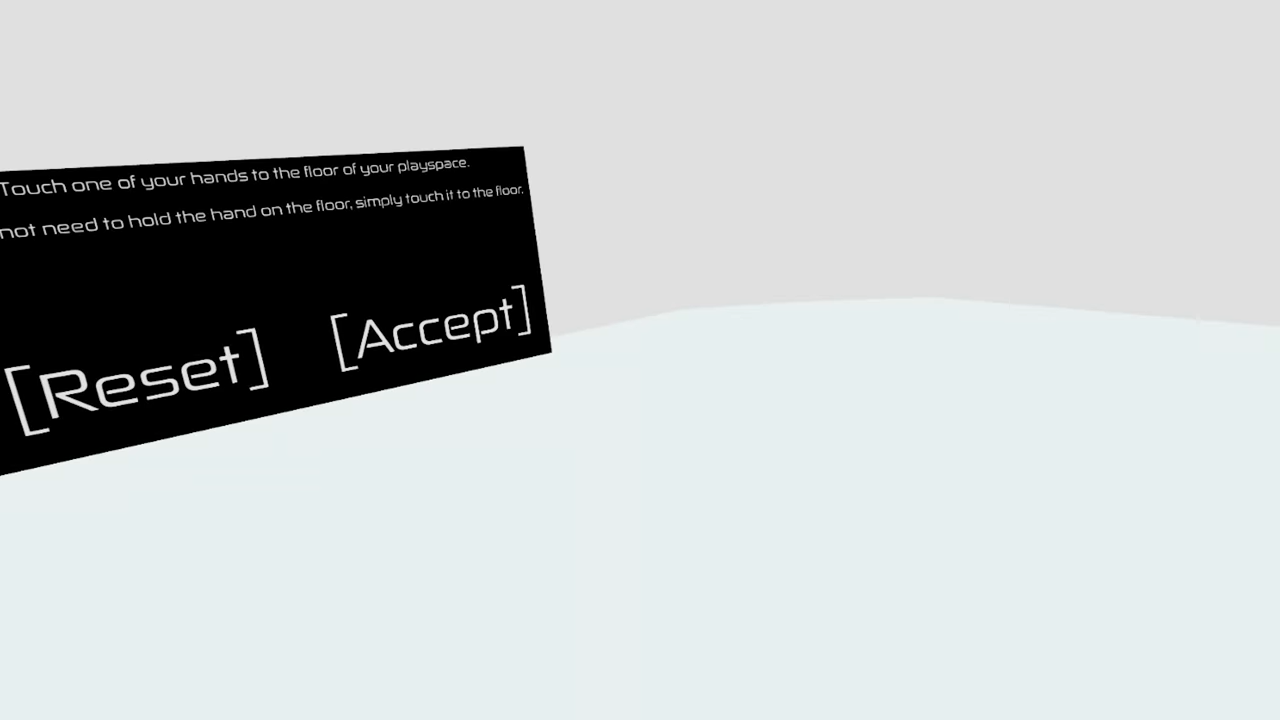 Touch one of your hands to the floor of your playspace.
not need to hold the hand on the floor, simply touch it to the floor.
[Reset] [Accept]